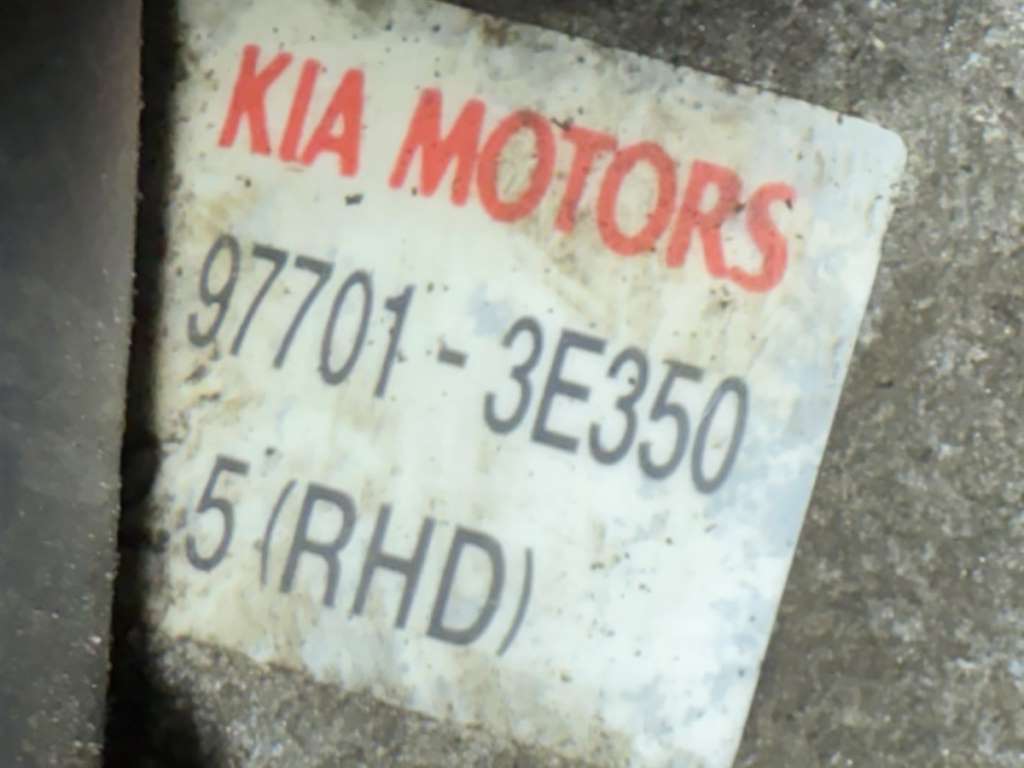 KIA MOTORS
97701-3E350
.5 (RHD)